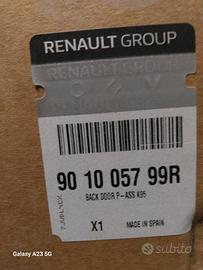 RENAULT GROUP
90 10 057 99R
BACK DOOR P-ASS K95
X1
MADE IN SPAIN
Galaxy A23 5G
subito